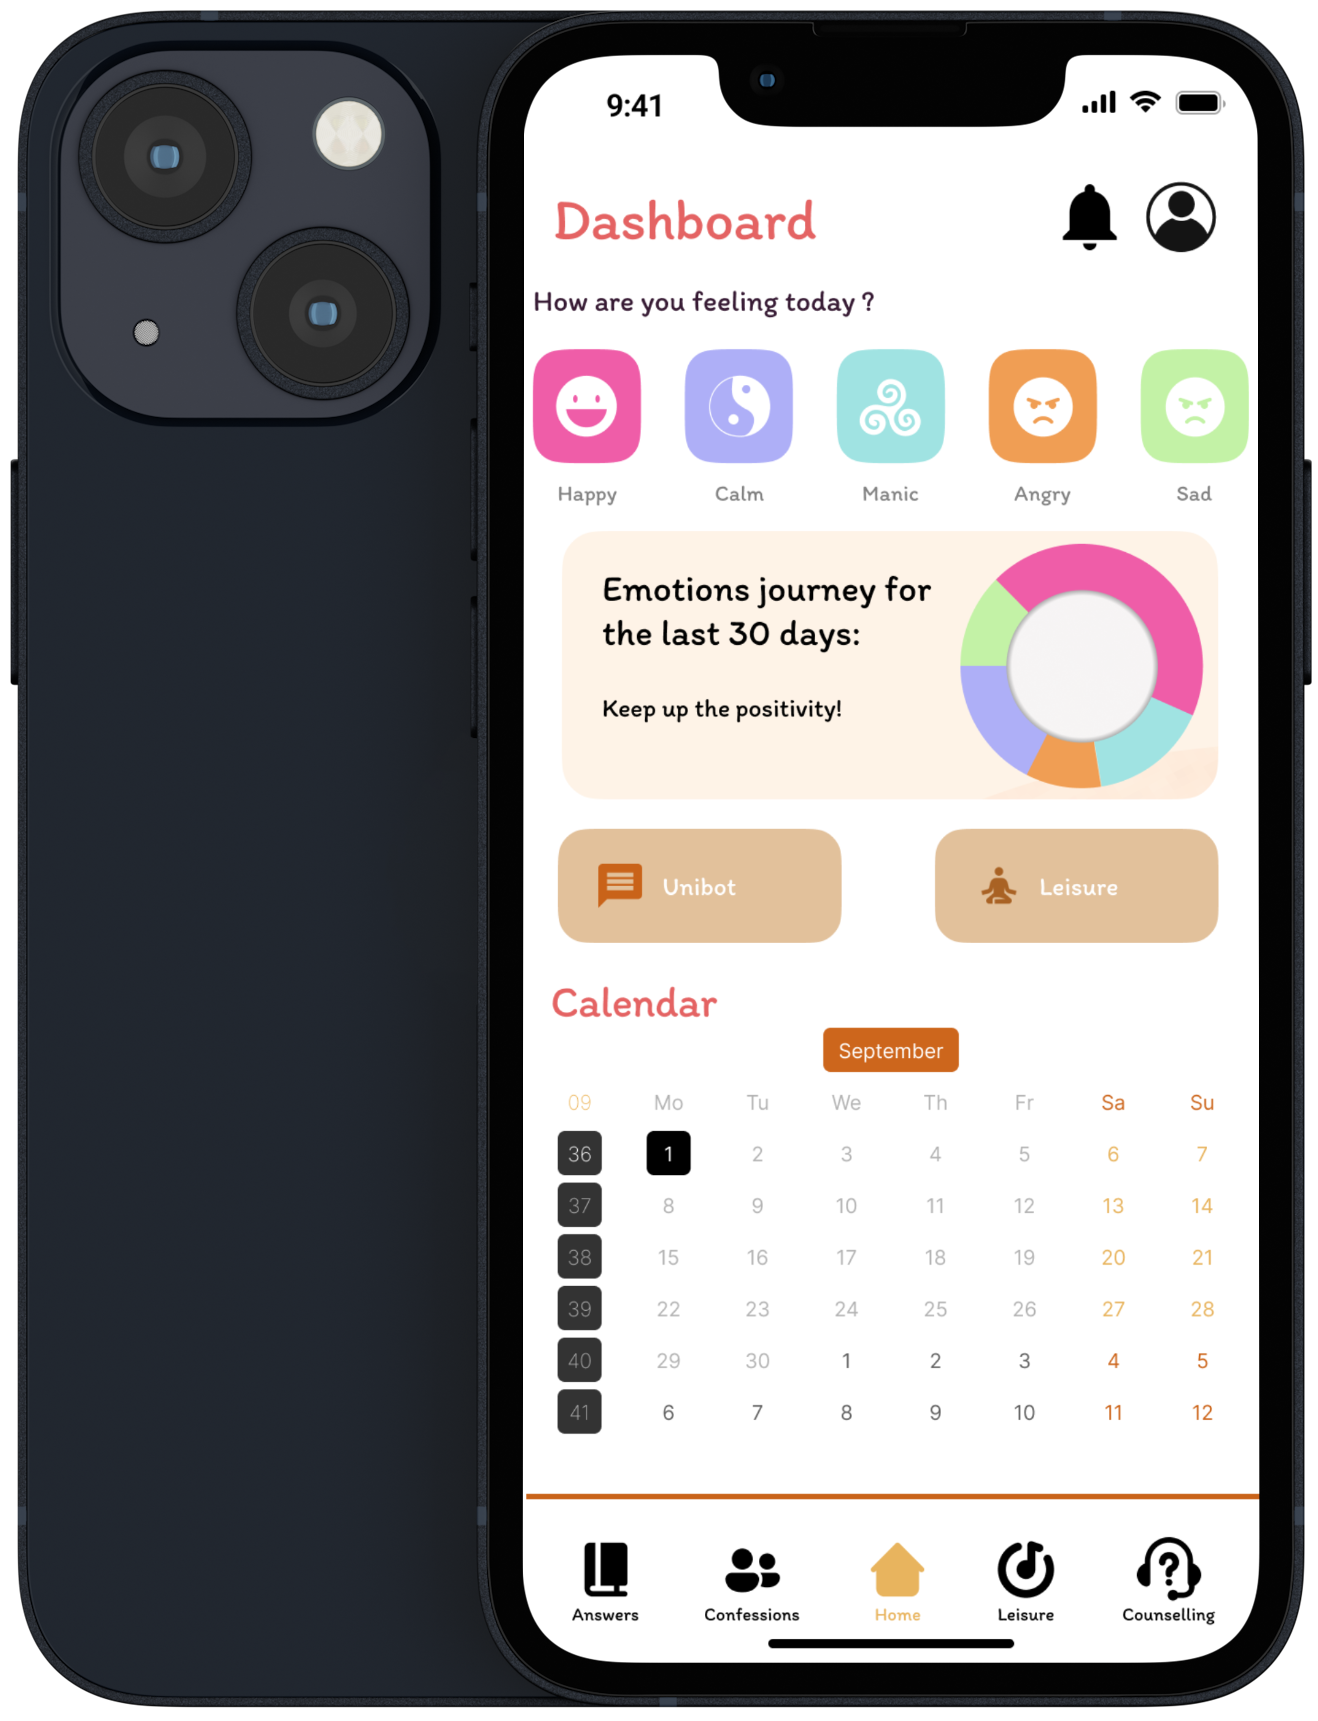 9:41
Dashboard
How are you feeling today ?
Happy Calm Manic Angry Sad
Emotions journey for
the last 30 days:
Keep up the positivity!
Unibot Leisure
Calendar
September
09 Mo Tu We Th Fr Sa Su
36 1 2 3 4 5 6 7
37 8 9 10 11 12 13 14
38 15 16 17 18 19 20 21
39 22 23 24 25 26 27 28
40 29 30 1 2 3 4 5
41 6 7 8 9 10 11 12
Answers Confessions Home Leisure Counselling